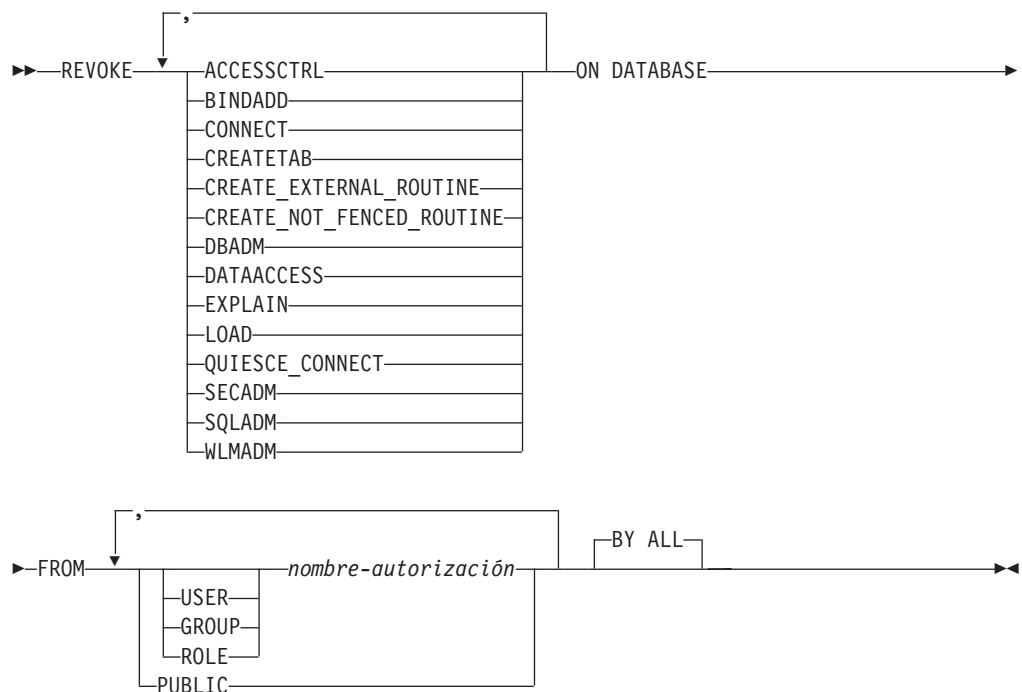 ,
REVOKE ACCESSCTRL ON DATABASE
BINDADD
CONNECT
CREATETAB
CREATE_EXTERNAL_ROUTINE
CREATE_NOT_FENCED_ROUTINE
DBADM
DATAACCESS
EXPLAIN
LOAD
QUIESCE_CONNECT
SECADM
SQLADM
WLMADM
,
BY ALL
FROM nombre-autorización
USER
GROUP
ROLE
PUBLIC